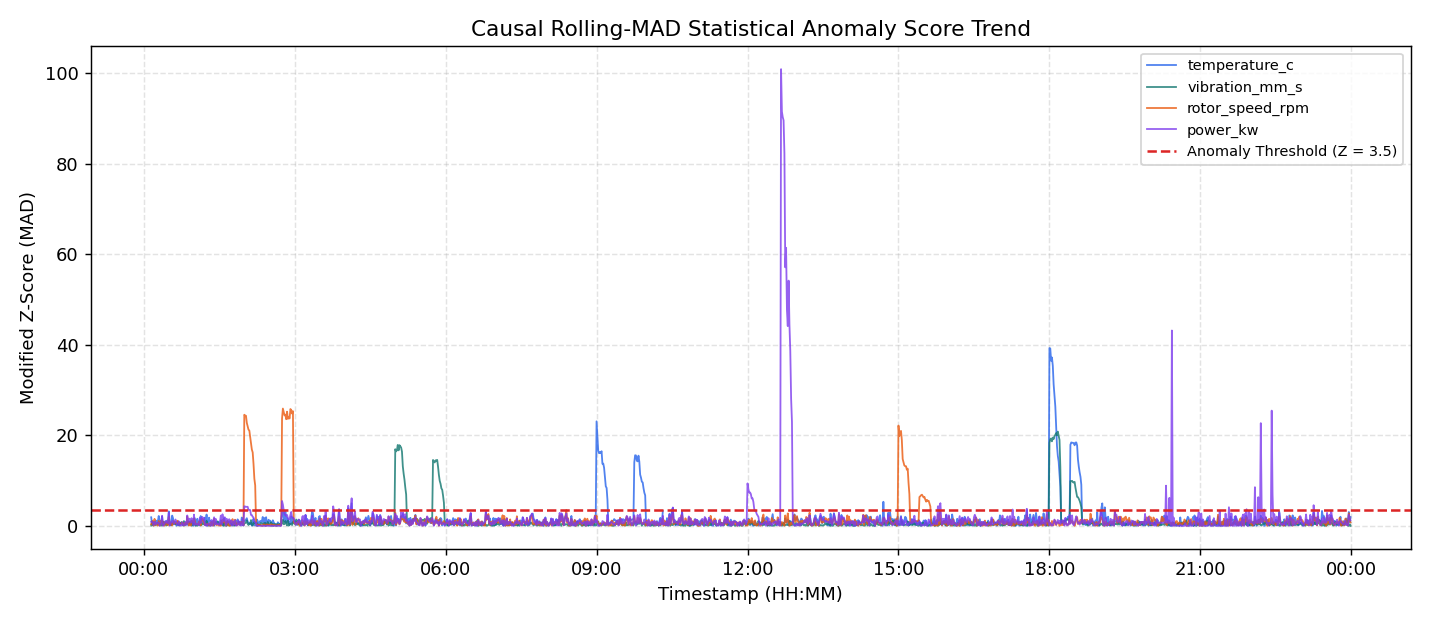 Causal Rolling-MAD Statistical Anomaly Score Trend
temperature_c
vibration_mm_s
rotor_speed_rpm
power_kw
Anomaly Threshold (Z = 3.5)
Modified Z-Score (MAD)
100
80
60
40
20
0
00:00 03:00 06:00 09:00 12:00 15:00 18:00 21:00 00:00
Timestamp (HH:MM)